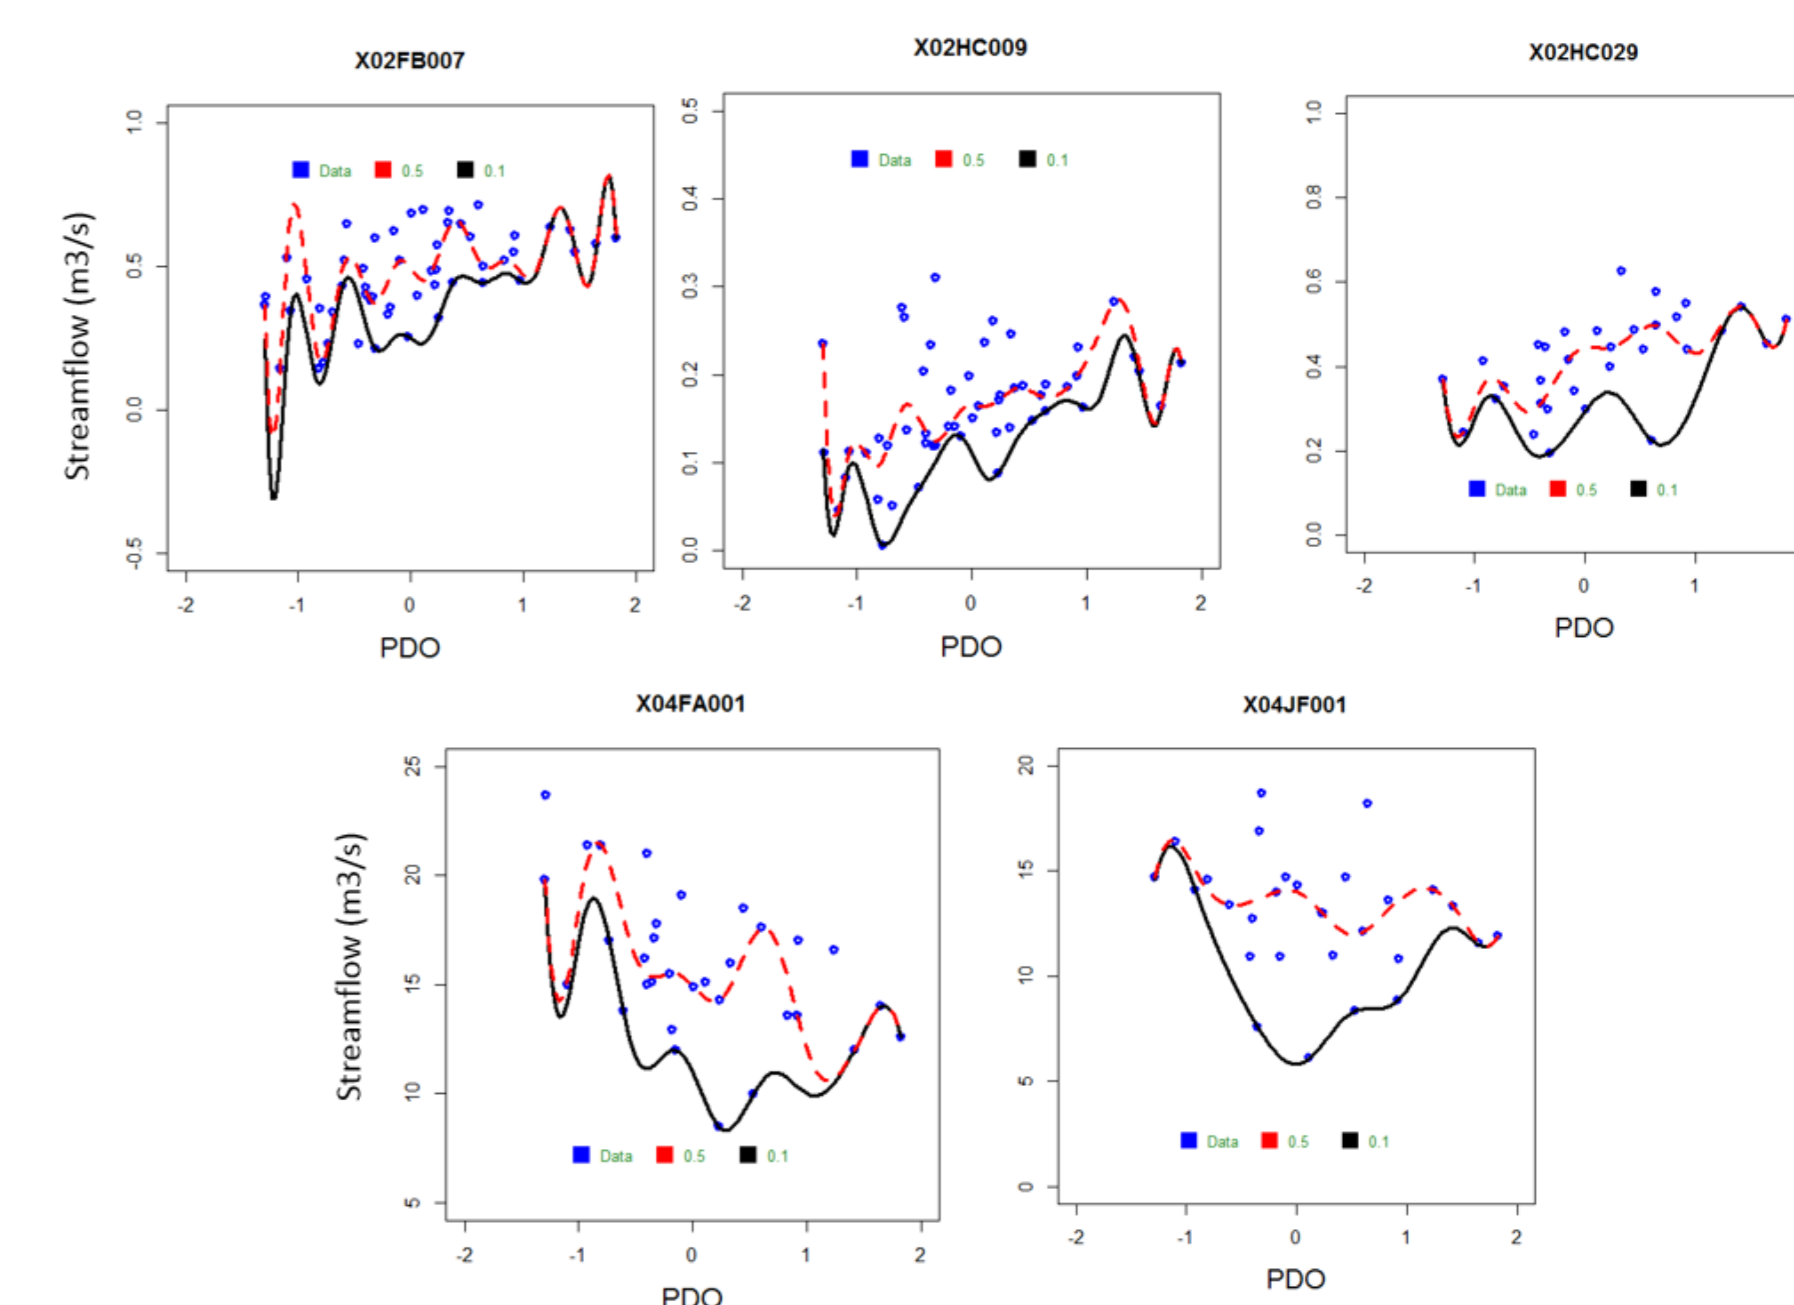 X02FB007
1.0
0.5
0.0
-0.5
Data 0.5 0.1
-2 -1 0 1 2
PDO
Streamflow (m3/s)
X02HC009
0.5
0.4
0.3
0.2
0.1
0.0
Data 0.5 0.1
-2 -1 0 1 2
PDO
X02HC029
1.0
0.8
0.6
0.4
0.2
0.0
Data 0.5 0.1
-2 -1 0 1
PDO
X04FA001
25
20
15
10
5
Data 0.5 0.1
-2 -1 0 1 2
PDO
Streamflow (m3/s)
X04JF001
20
15
10
5
0
Data 0.5 0.1
-2 -1 0 1 2
PDO